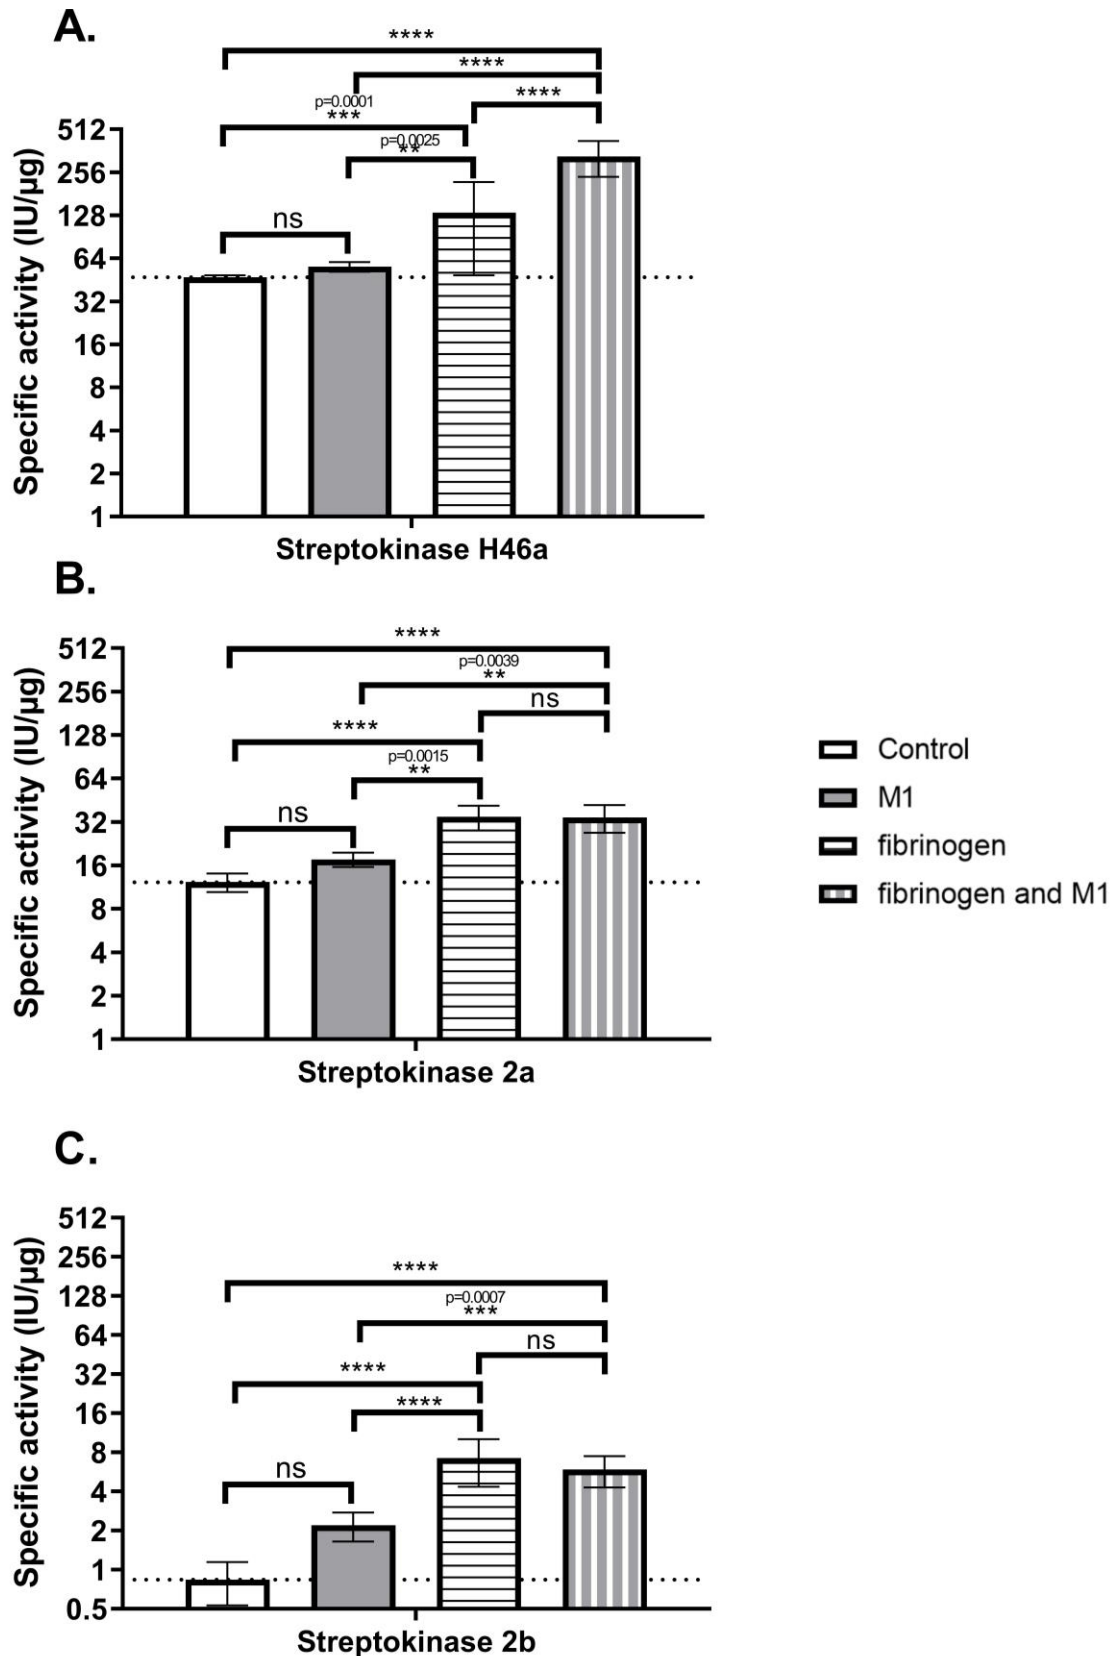 A.
****
****
****
p=0.0001
***
p=0.0025
**
ns
512
256
128
64
32
16
8
4
2
1
Specific activity (IU/μg)
Streptokinase H46a
B.
****
p=0.0039
**
ns
****
p=0.0015
**
ns
512
256
128
64
32
16
8
4
2
1
Specific activity (IU/μg)
Streptokinase 2a
Control
M1
fibrinogen
fibrinogen and M1
C.
****
p=0.0007
***
ns
****
****
ns
512
256
128
64
32
16
8
4
2
1
0.5
Specific activity (IU/μg)
Streptokinase 2b